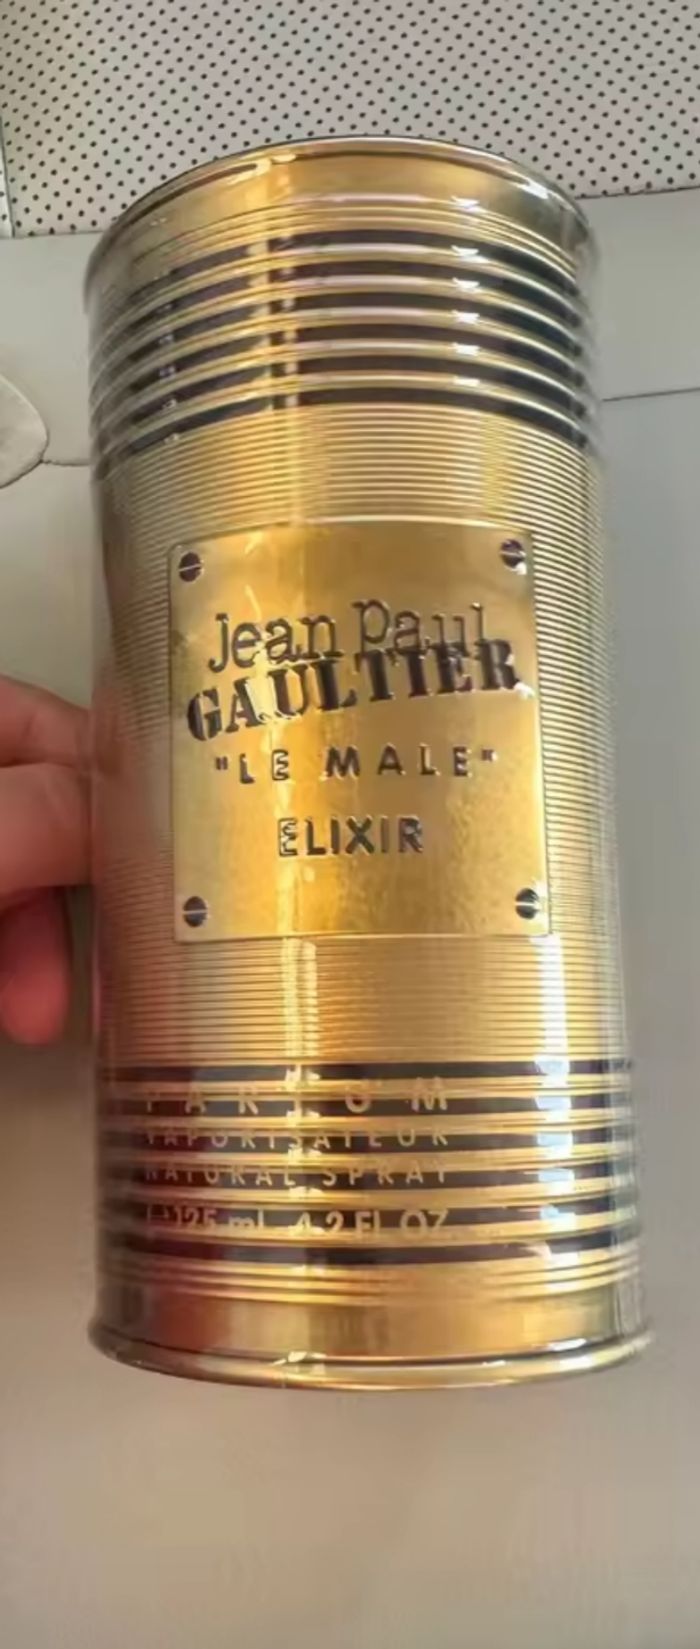 Jean Paul
GAULTIER
"LE MALE"
ELIXIR
PARFUM
VAPORISATEUR
NATURAL SPRAY
125 mL 4.2 FL OZ